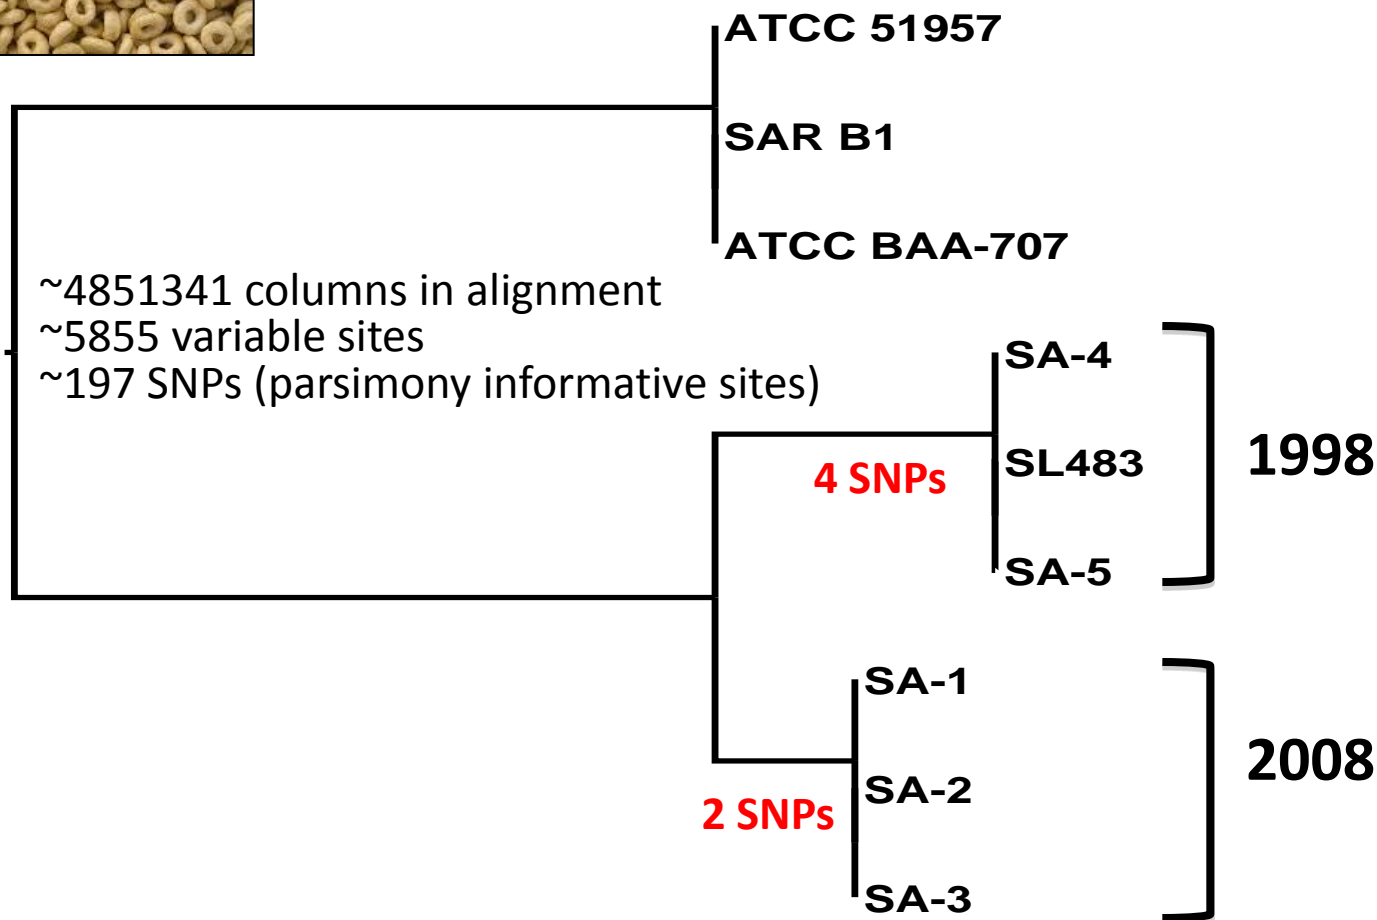 ATCC 51957
SAR B1
ATCC BAA-707
~4851341 columns in alignment
~5855 variable sites
~197 SNPs (parsimony informative sites)
SA-4
4 SNPs
SL483
1998
SA-5
SA-1
2 SNPs
SA-2
2008
SA-3